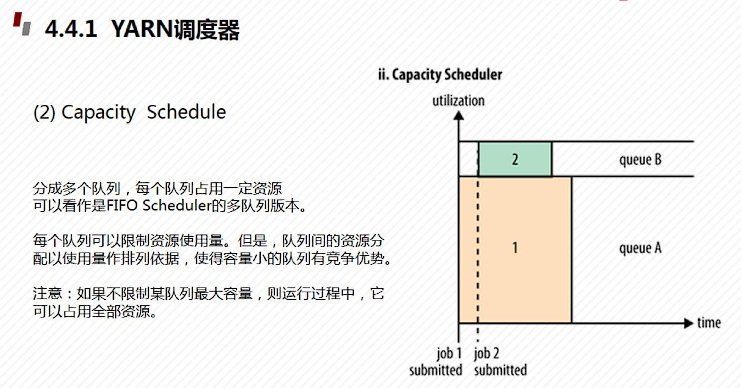 4.4.1 YARN调度器
(2) Capacity Schedule
分成多个队列，每个队列占用一定资源
可以看作是FIFO Scheduler的多队列版本。
每个队列可以限制资源使用量。但是，队列间的资源分
配以使用量作排列依据，使得容量小的队列有竞争优势。
注意：如果不限制某队列最大容量，则运行过程中，它
可以占用全部资源。
ii. Capacity Scheduler
utilization
2
queue B
1
queue A
time
job 1
submitted
job 2
submitted